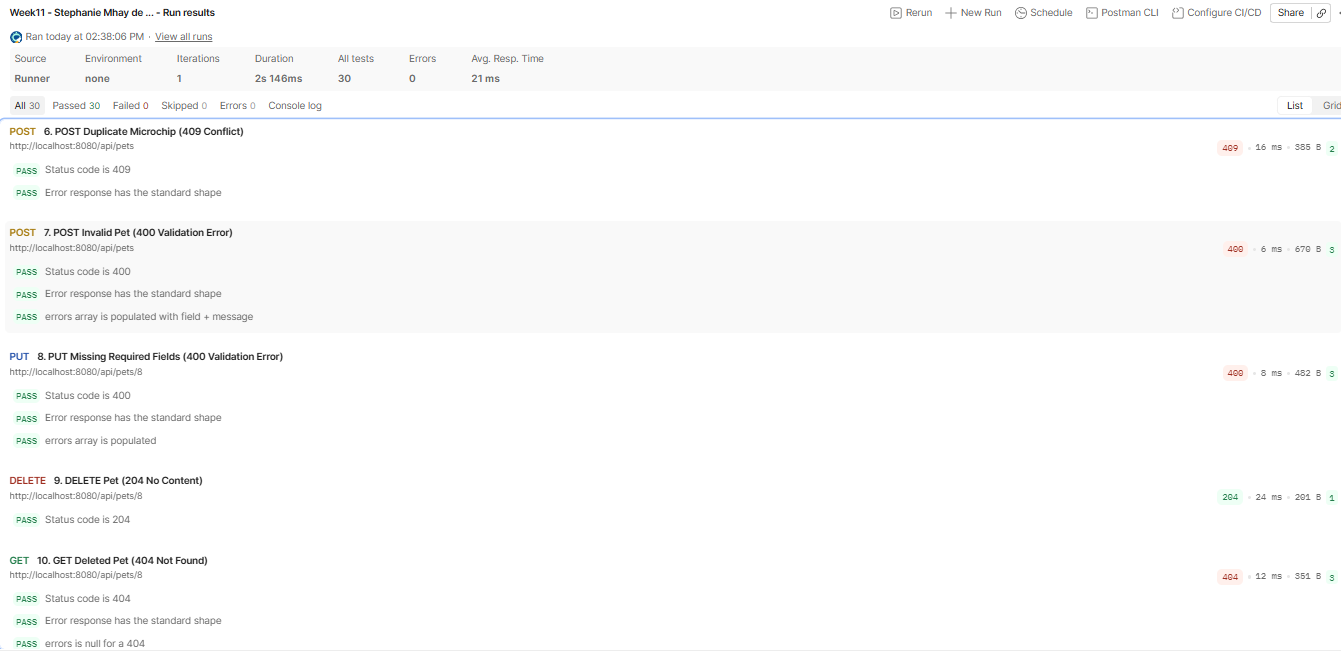 Week11 - Stephanie Mhay de ... - Run results
Rerun New Run Schedule Postman CLI Configure CI/CD Share
Ran today at 02:38:06 PM · View all runs
Source Environment Iterations Duration All tests Errors Avg. Resp. Time
Runner none 1 2s 146ms 30 0 21 ms
All 30 Passed 30 Failed 0 Skipped 0 Errors 0 Console log List Grid
POST 6. POST Duplicate Microchip (409 Conflict)
http://localhost:8080/api/pets 409 • 16 ms • 385 B 2
PASS Status code is 409
PASS Error response has the standard shape
POST 7. POST Invalid Pet (400 Validation Error)
http://localhost:8080/api/pets 400 • 6 ms • 670 B 3
PASS Status code is 400
PASS Error response has the standard shape
PASS errors array is populated with field + message
PUT 8. PUT Missing Required Fields (400 Validation Error)
http://localhost:8080/api/pets/8 400 • 8 ms • 482 B 3
PASS Status code is 400
PASS Error response has the standard shape
PASS errors array is populated
DELETE 9. DELETE Pet (204 No Content)
http://localhost:8080/api/pets/8 204 • 24 ms • 201 B 1
PASS Status code is 204
GET 10. GET Deleted Pet (404 Not Found)
http://localhost:8080/api/pets/8 404 • 12 ms • 351 B 3
PASS Status code is 404
PASS Error response has the standard shape
PASS errors is null for a 404